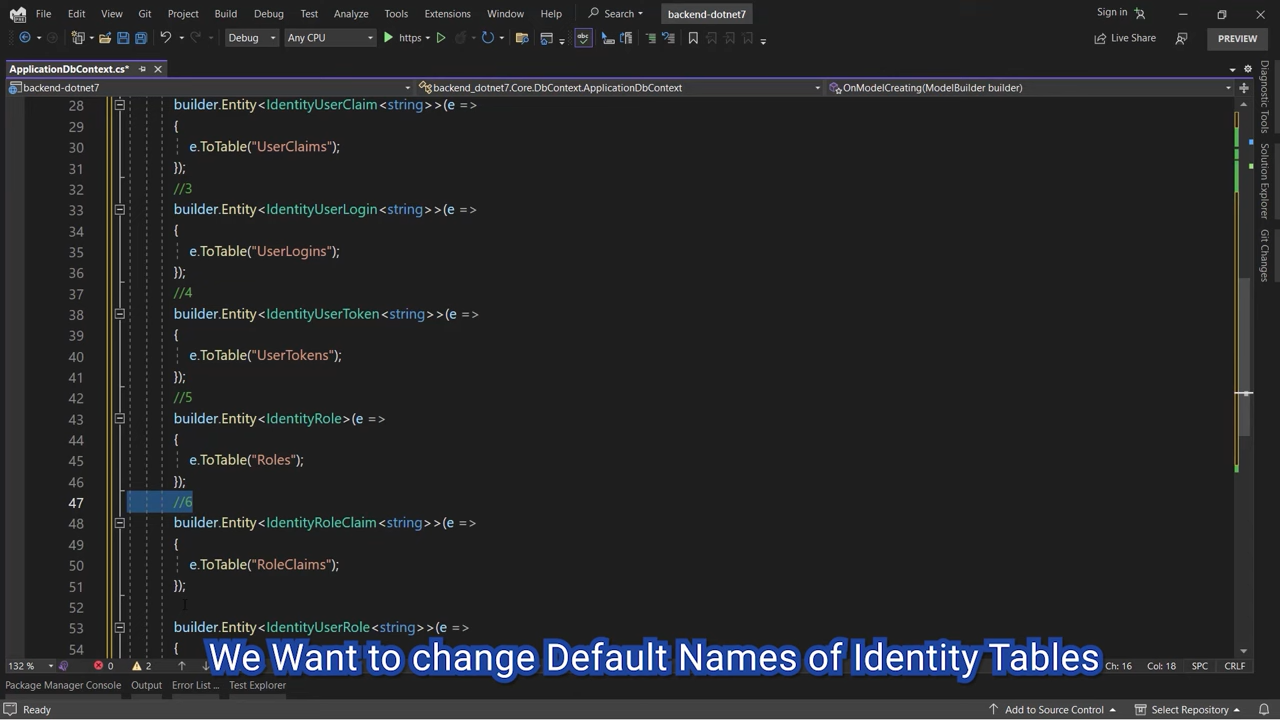 File Edit View Git Project Build Debug Test Analyze Tools Extensions Window Help Search backend-dotnet7 Sign in
Debug Any CPU https Live Share PREVIEW
ApplicationDbContext.cs*
backend-dotnet7 backend_dotnet7.Core.DbContext.ApplicationDbContext OnModelCreating(ModelBuilder builder)
28 builder.Entity<IdentityUserClaim<string>>(e =>
29 {
30 e.ToTable("UserClaims");
31 });
32 //3
33 builder.Entity<IdentityUserLogin<string>>(e =>
34 {
35 e.ToTable("UserLogins");
36 });
37 //4
38 builder.Entity<IdentityUserToken<string>>(e =>
39 {
40 e.ToTable("UserTokens");
41 });
42 //5
43 builder.Entity<IdentityRole>(e =>
44 {
45 e.ToTable("Roles");
46 });
47 //6
48 builder.Entity<IdentityRoleClaim<string>>(e =>
49 {
50 e.ToTable("RoleClaims");
51 });
52
53 builder.Entity<IdentityUserRole<string>>(e =>
54 {
We Want to change Default Names of Identity Tables
132 % 0 2 Ch: 16 Col: 18 SPC CRLF
Package Manager Console Output Error List ... Test Explorer
Ready Add to Source Control Select Repository
Diagnostic Tools
Solution Explorer
Git Changes